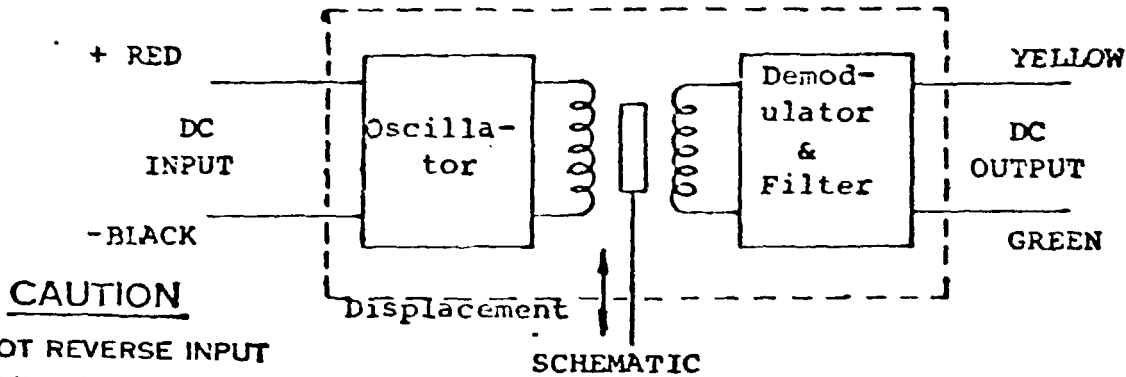 + RED
YELLOW
DC
INPUT
Oscilla-
tor
Demod-
ulator
&
Filter
DC
OUTPUT
-BLACK
GREEN
CAUTION
OT REVERSE INPUT
Displacement
SCHEMATIC